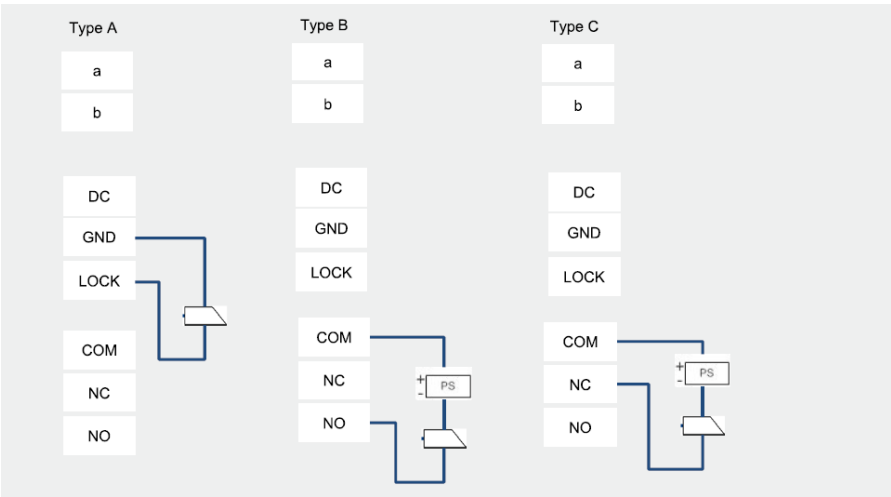 Type A
a
b
DC
GND
LOCK
COM
NC
NO
Type B
a
b
DC
GND
LOCK
COM
NC
NO
+
-
PS
Type C
a
b
DC
GND
LOCK
COM
NC
NO
+
-
PS